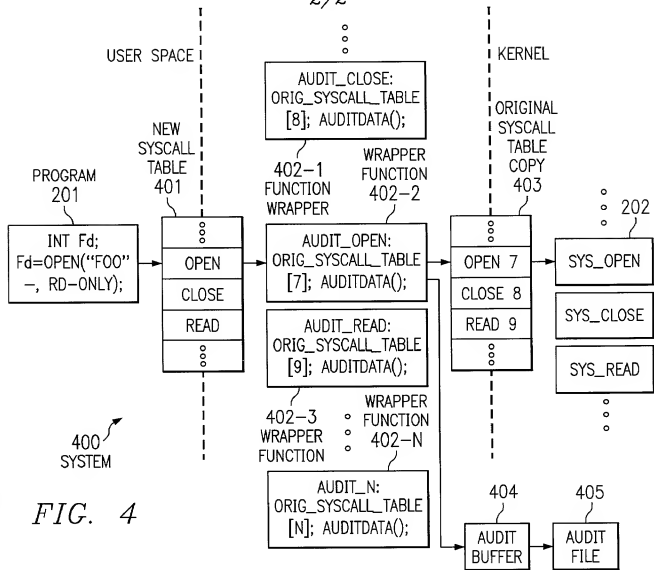 2/2
USER SPACE
KERNEL
AUDIT_CLOSE:
ORIG_SYSCALL_TABLE
[8]; AUDITDATA();
NEW
SYSCALL
TABLE
401
402-1
FUNCTION
WRAPPER
WRAPPER
FUNCTION
402-2
ORIGINAL
SYSCALL
TABLE
COPY
403
PROGRAM
201
INT Fd;
Fd=OPEN("FOO"
–, RD-ONLY);
OPEN
CLOSE
READ
AUDIT_OPEN:
ORIG_SYSCALL_TABLE
[7]; AUDITDATA();
OPEN 7
CLOSE 8
READ 9
202
SYS_OPEN
SYS_CLOSE
SYS_READ
AUDIT_READ:
ORIG_SYSCALL_TABLE
[9]; AUDITDATA();
402-3
WRAPPER
FUNCTION
WRAPPER
FUNCTION
402-N
400
SYSTEM
AUDIT_N:
ORIG_SYSCALL_TABLE
[N]; AUDITDATA();
404
AUDIT
BUFFER
405
AUDIT
FILE
FIG. 4